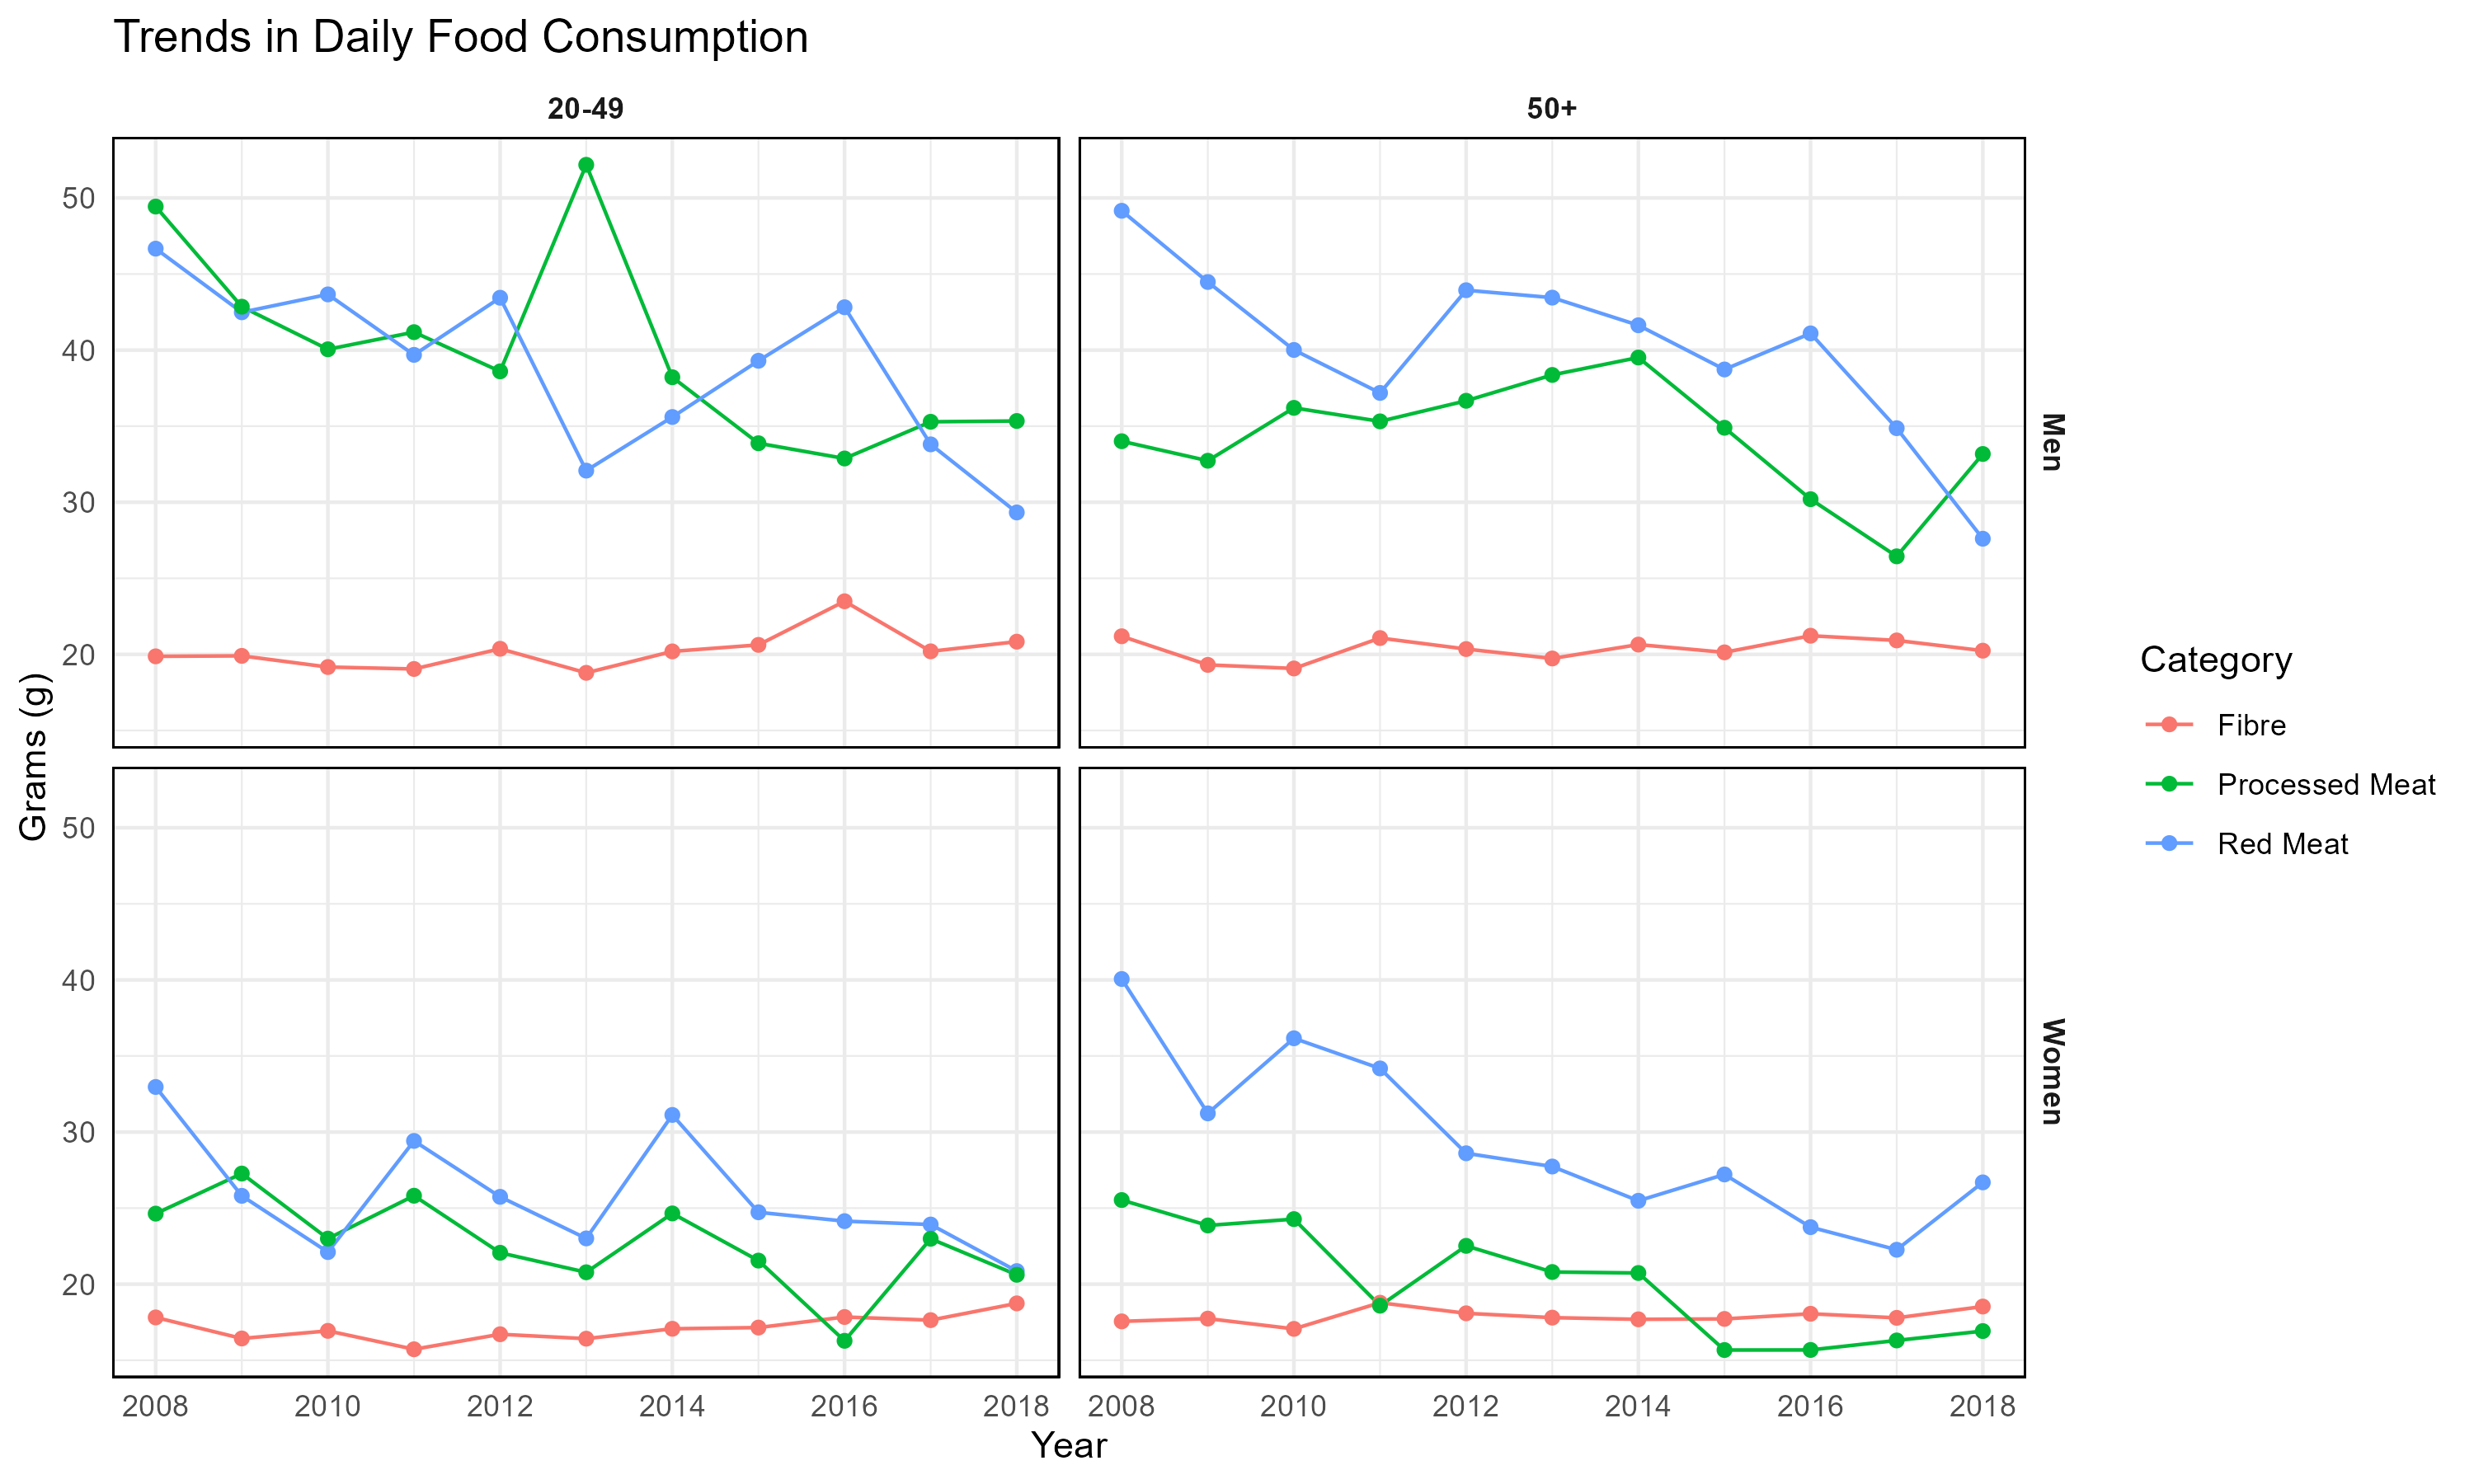 Trends in Daily Food Consumption
20-49
50+
50
40
30
20
Men
50
40
30
20
Women
Grams (g)
2008
2010
2012
2014
2016
2018
2008
2010
2012
2014
2016
2018
Year
Category
Fibre
Processed Meat
Red Meat